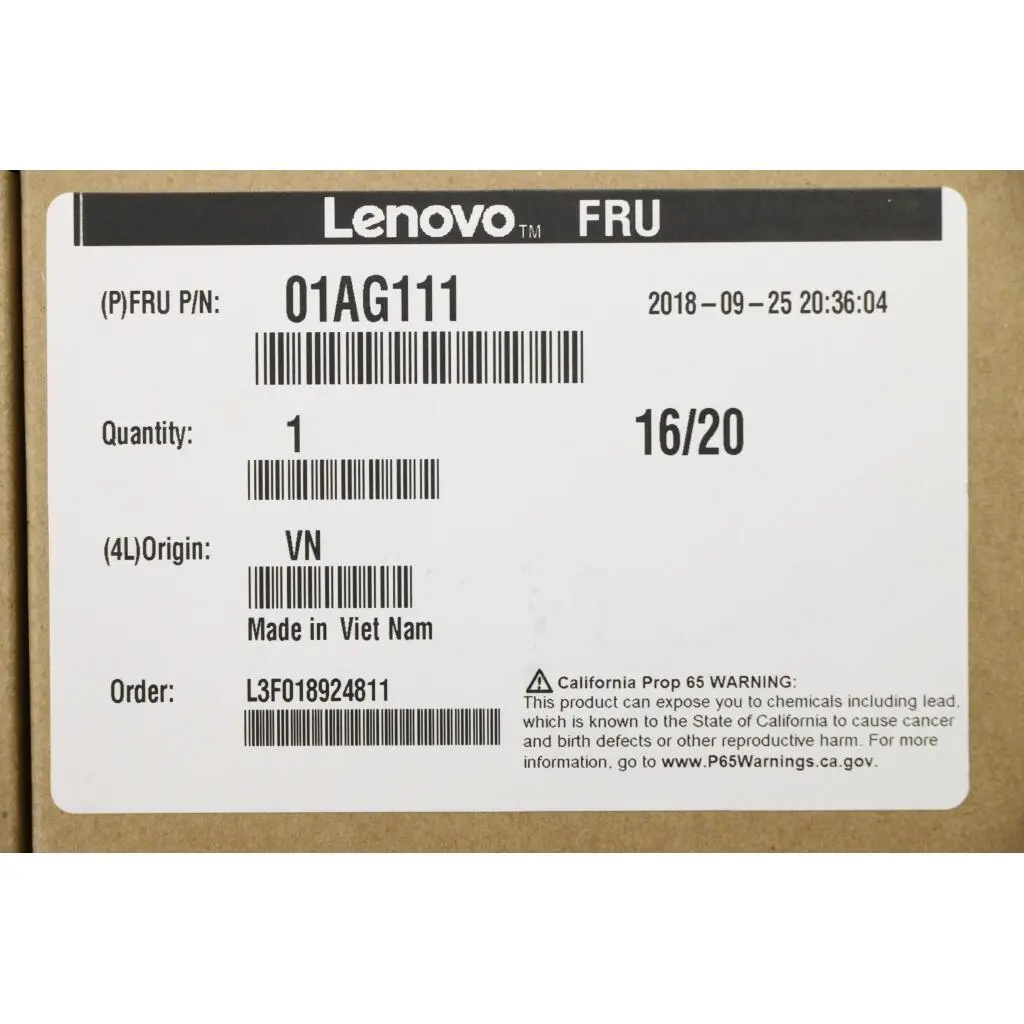 Lenovo™ FRU
(P)FRU P/N: 01AG111 2018-09-25 20:36:04
Quantity: 1 16/20
(4L)Origin: VN
Made in Viet Nam
Order: L3F018924811
⚠ California Prop 65 WARNING:
This product can expose you to chemicals including lead,
which is known to the State of California to cause cancer
and birth defects or other reproductive harm. For more
information, go to www.P65Warnings.ca.gov.